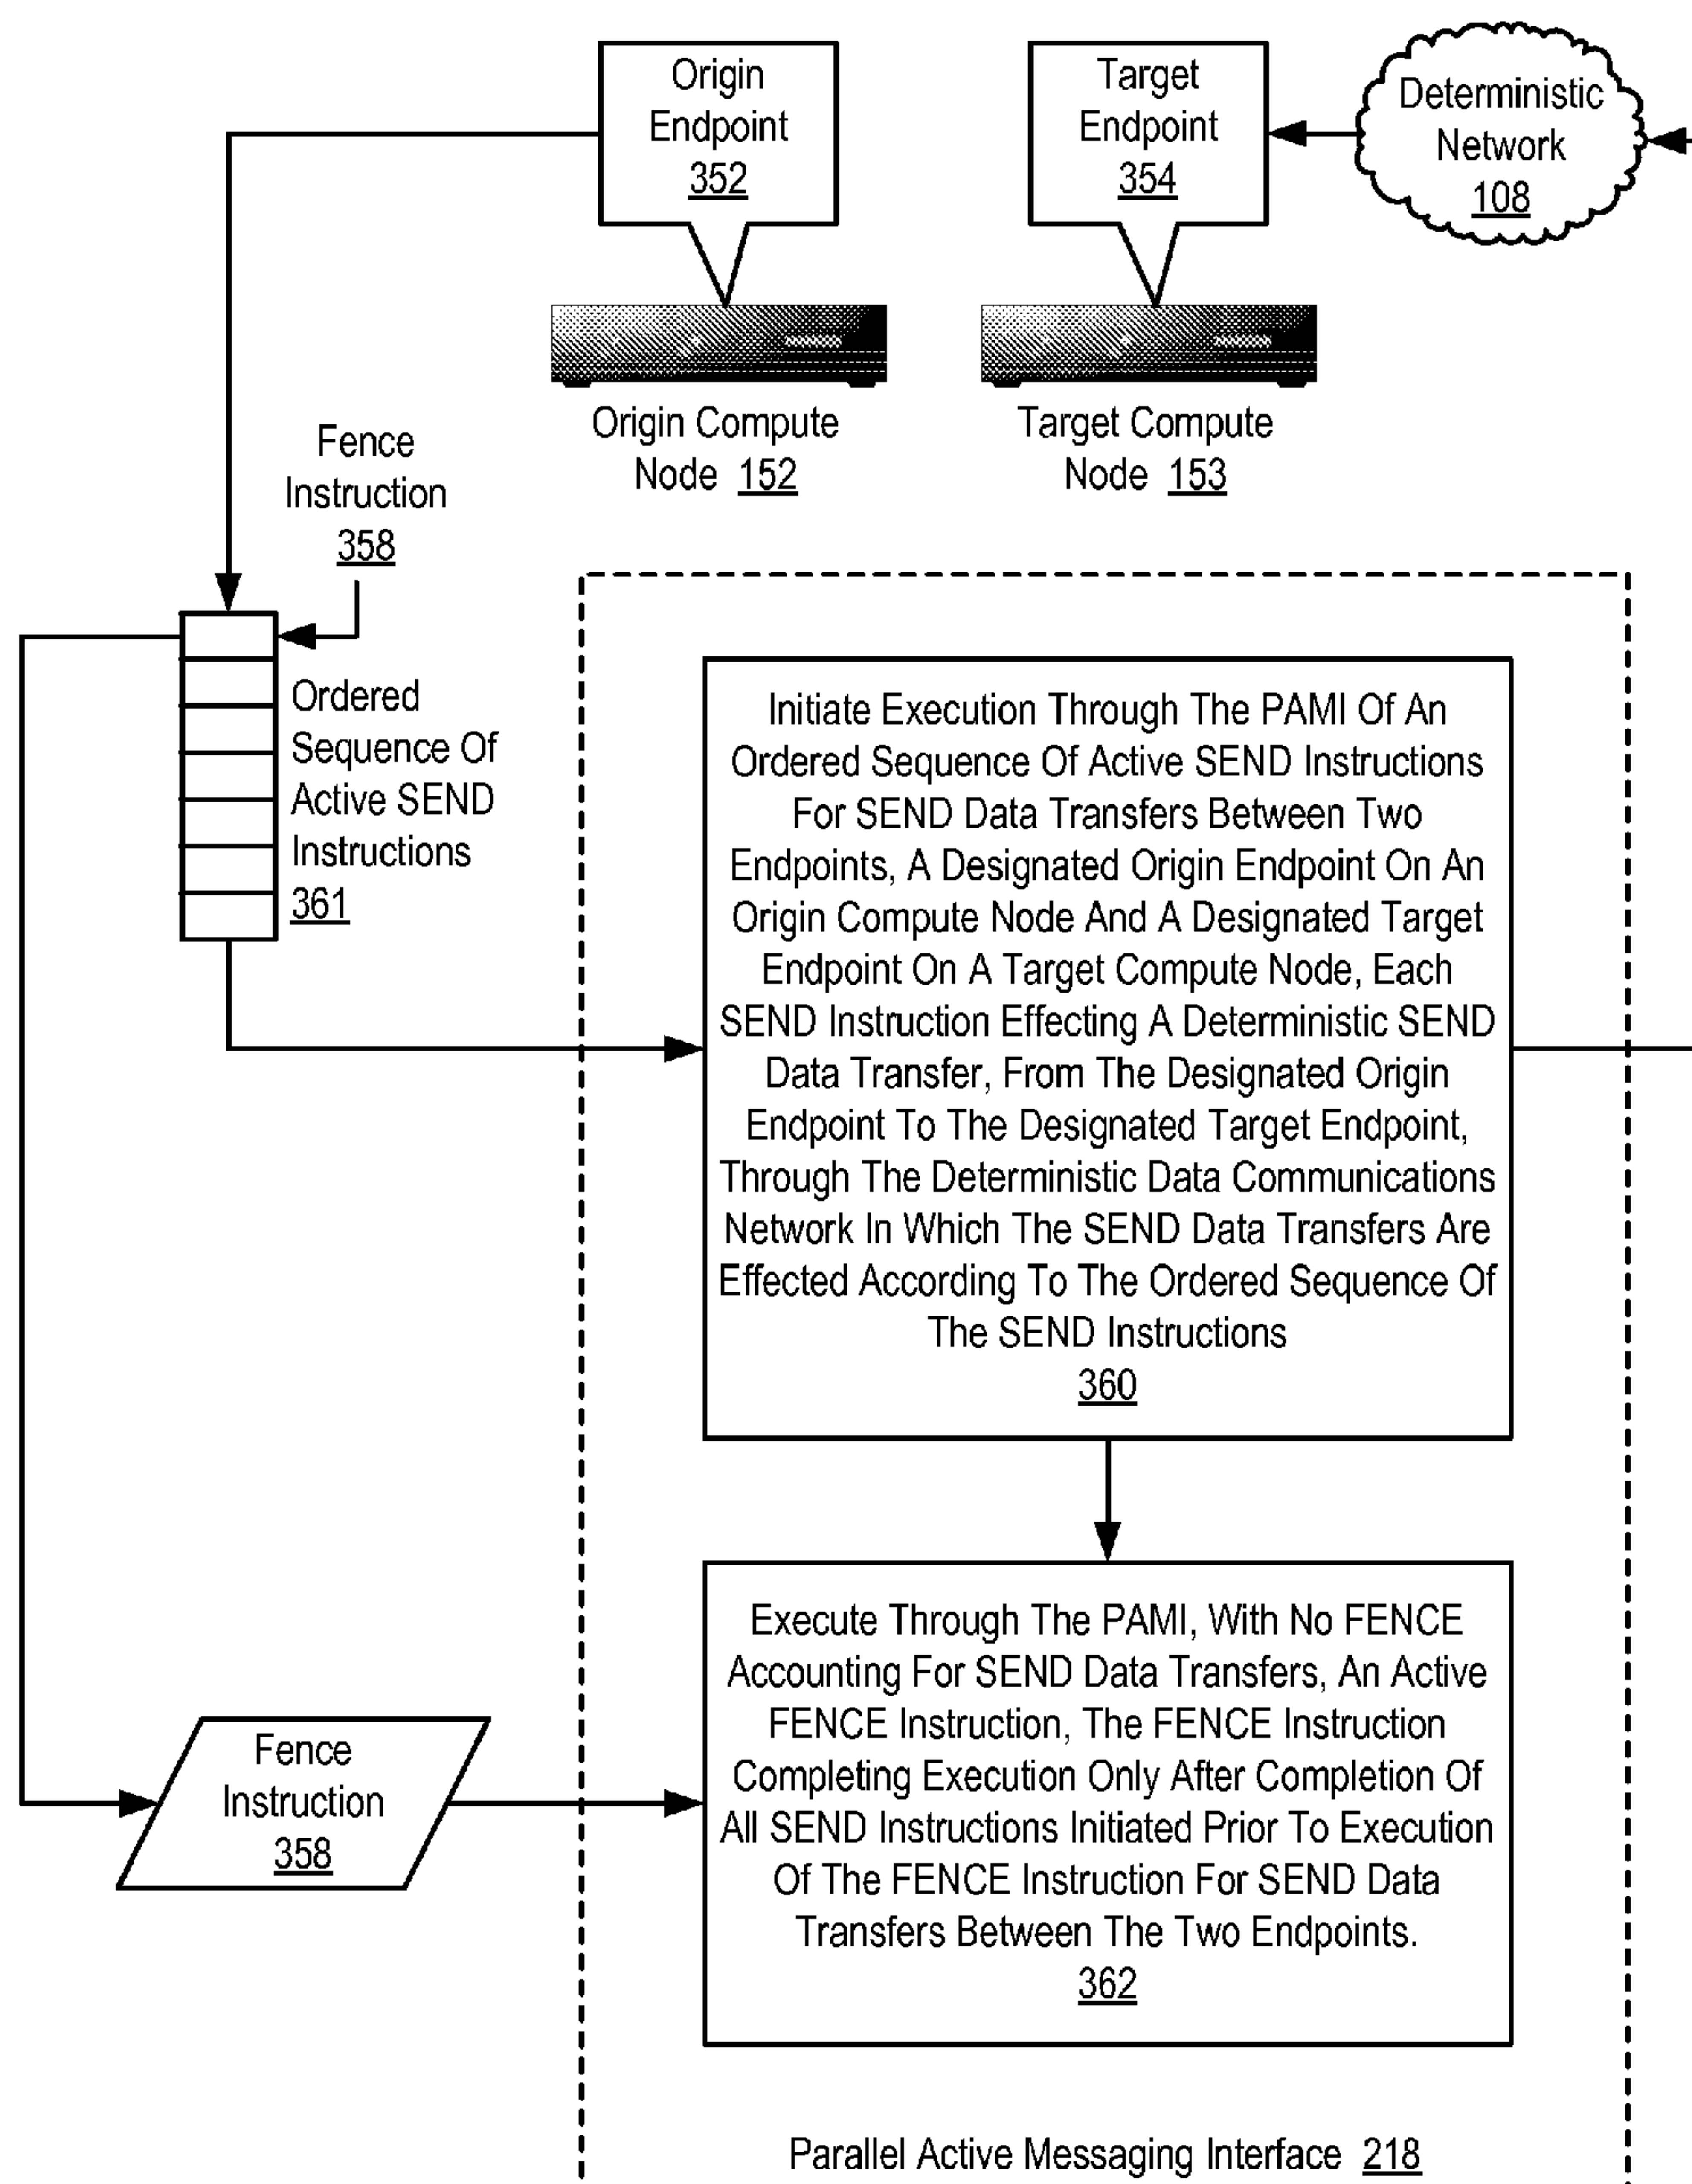 Origin
Endpoint
352
Target
Endpoint
354
Deterministic
Network
108
Origin Compute
Node 152
Target Compute
Node 153
Fence
Instruction
358
Ordered
Sequence Of
Active SEND
Instructions
361
Initiate Execution Through The PAMI Of An
Ordered Sequence Of Active SEND Instructions
For SEND Data Transfers Between Two
Endpoints, A Designated Origin Endpoint On An
Origin Compute Node And A Designated Target
Endpoint On A Target Compute Node, Each
SEND Instruction Effecting A Deterministic SEND
Data Transfer, From The Designated Origin
Endpoint To The Designated Target Endpoint,
Through The Deterministic Data Communications
Network In Which The SEND Data Transfers Are
Effected According To The Ordered Sequence Of
The SEND Instructions
360
Fence
Instruction
358
Execute Through The PAMI, With No FENCE
Accounting For SEND Data Transfers, An Active
FENCE Instruction, The FENCE Instruction
Completing Execution Only After Completion Of
All SEND Instructions Initiated Prior To Execution
Of The FENCE Instruction For SEND Data
Transfers Between The Two Endpoints.
362
Parallel Active Messaging Interface 218